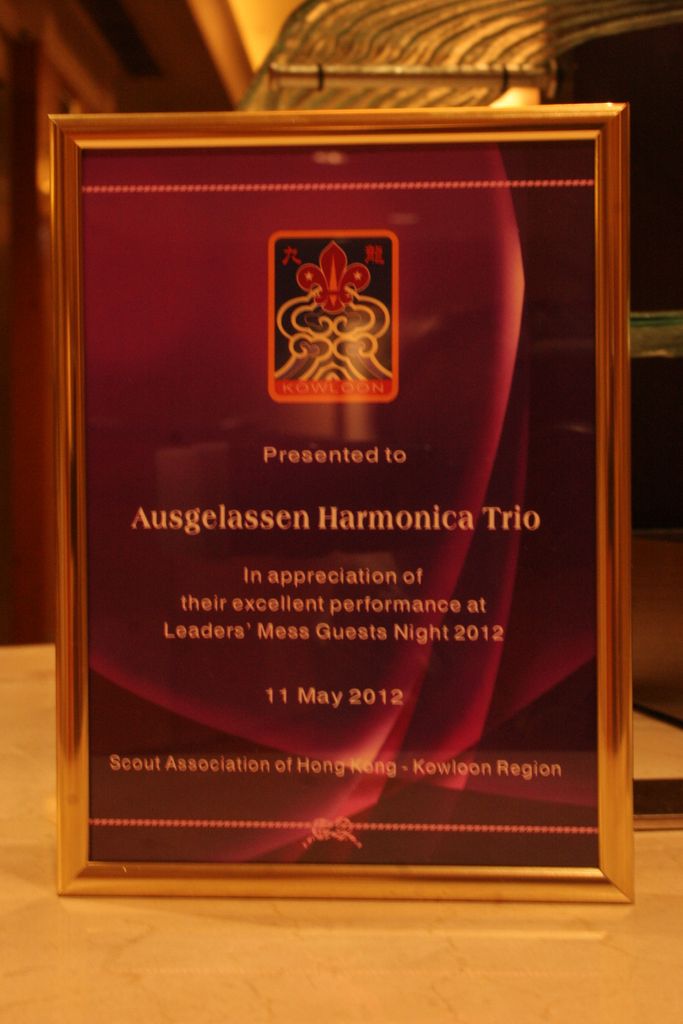 九 龍
KOWLOON
Presented to
Ausgelassen Harmonica Trio
In appreciation of
their excellent performance at
Leaders' Mess Guests Night 2012
11 May 2012
Scout Association of Hong Kong - Kowloon Region